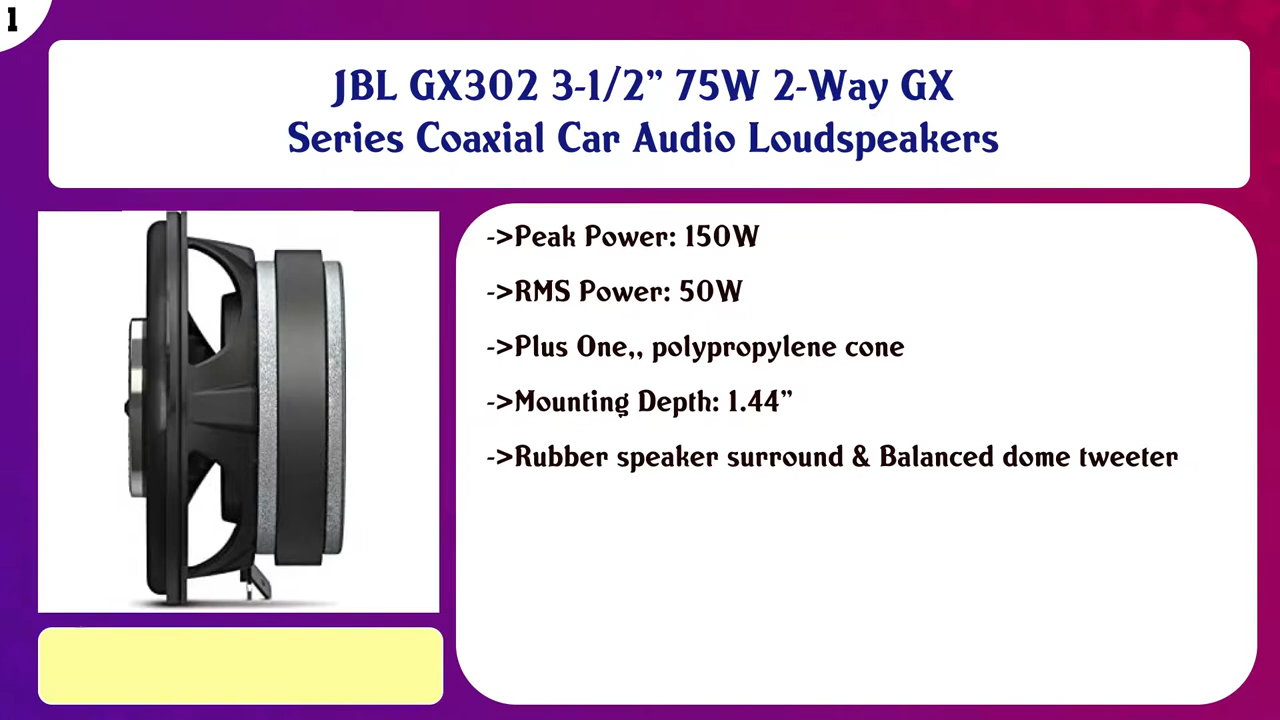 1
JBL GX302 3-1/2” 75W 2-Way GX
Series Coaxial Car Audio Loudspeakers
->Peak Power: 150W
->RMS Power: 50W
->Plus One,, polypropylene cone
->Mounting Depth: 1.44”
->Rubber speaker surround & Balanced dome tweeter